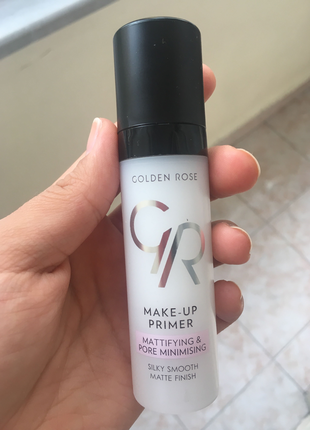 GOLDEN ROSE
GR
MAKE-UP
PRIMER
MATTIFYING &
PORE MINIMISING
SILKY SMOOTH
MATTE FINISH